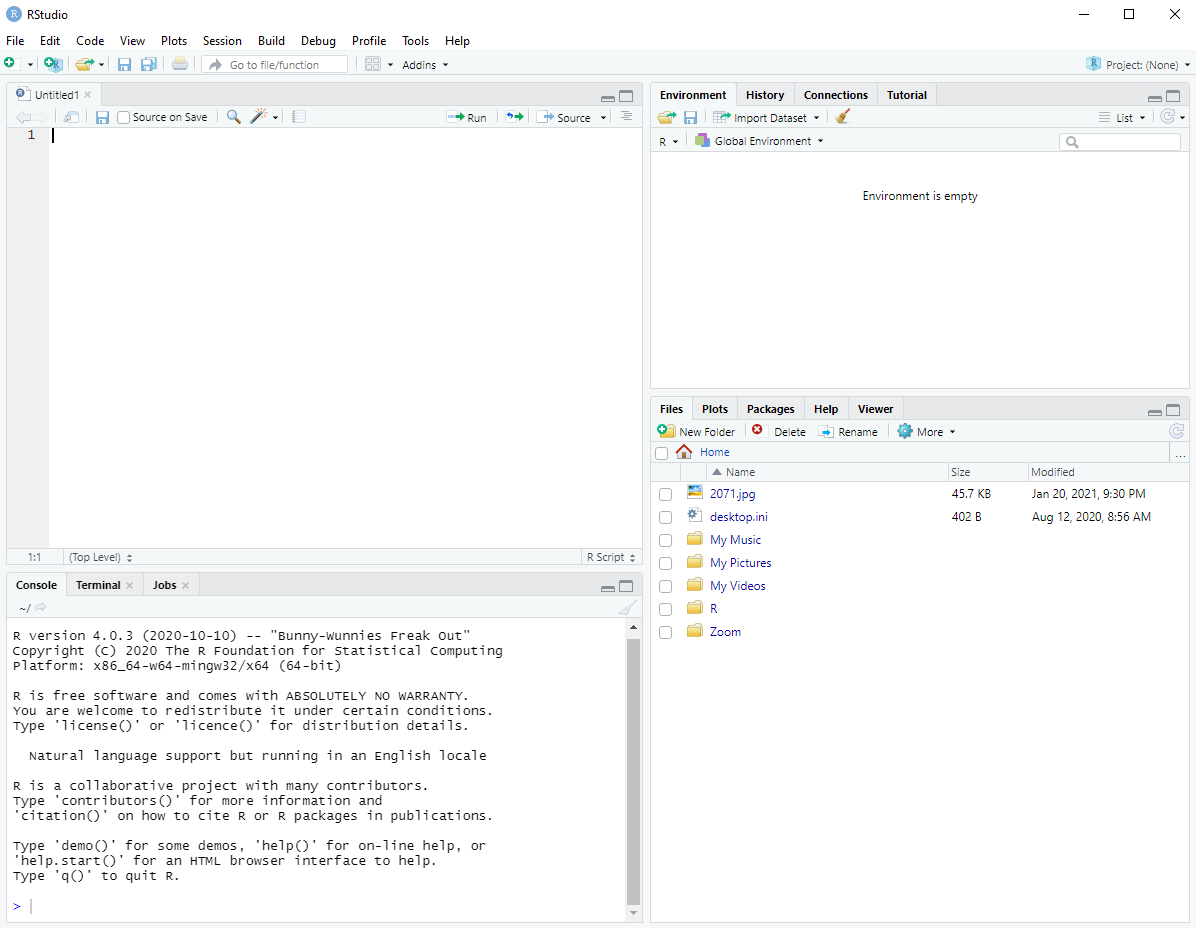 RStudio
File Edit Code View Plots Session Build Debug Profile Tools Help
Go to file/function Addins Project: (None)
Untitled1
Source on Save Run Source
1
1:1 (Top Level) R Script
Console Terminal Jobs
~/
R version 4.0.3 (2020-10-10) -- "Bunny-Wunnies Freak Out"
Copyright (C) 2020 The R Foundation for Statistical Computing
Platform: x86_64-w64-mingw32/x64 (64-bit)
R is free software and comes with ABSOLUTELY NO WARRANTY.
You are welcome to redistribute it under certain conditions.
Type 'license()' or 'licence()' for distribution details.
Natural language support but running in an English locale
R is a collaborative project with many contributors.
Type 'contributors()' for more information and
'citation()' on how to cite R or R packages in publications.
Type 'demo()' for some demos, 'help()' for on-line help, or
'help.start()' for an HTML browser interface to help.
Type 'q()' to quit R.
>
Environment History Connections Tutorial
Import Dataset List
R Global Environment
Environment is empty
Files Plots Packages Help Viewer
New Folder Delete Rename More
Home ...
Name Size Modified
2071.jpg 45.7 KB Jan 20, 2021, 9:30 PM
desktop.ini 402 B Aug 12, 2020, 8:56 AM
My Music
My Pictures
My Videos
R
Zoom